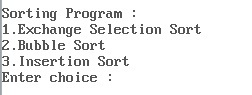 Sorting Program :
1.Exchange Selection Sort
2.Bubble Sort
3.Insertion Sort
Enter choice :